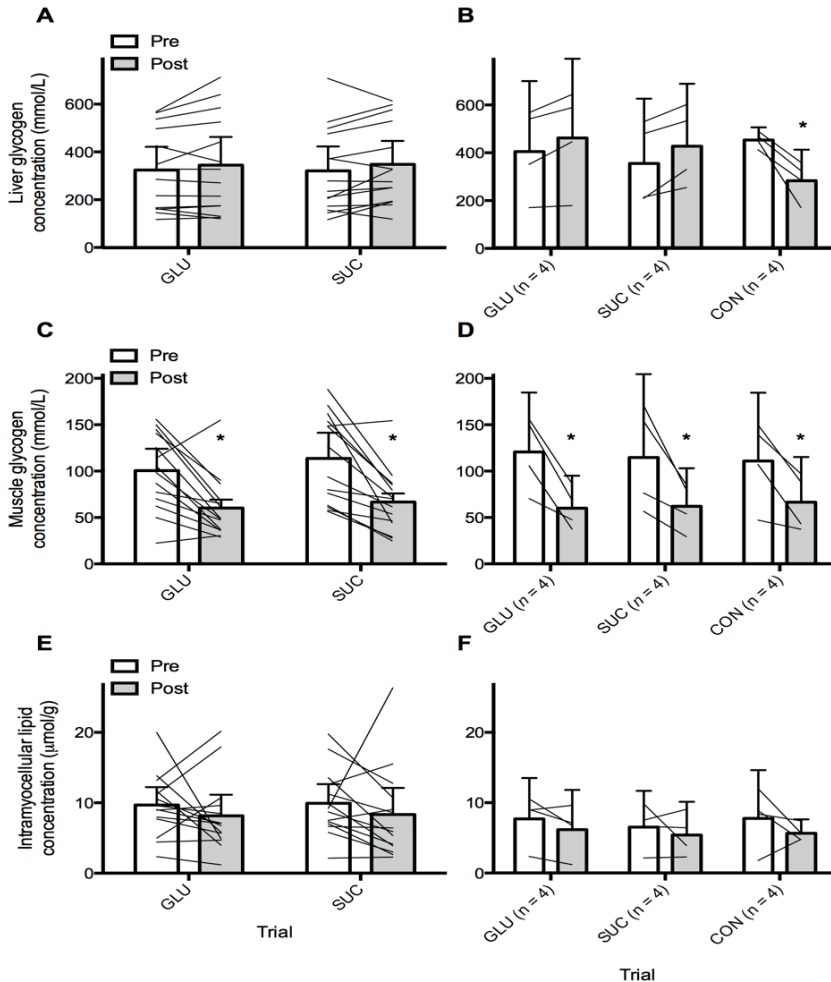 A
Pre
Post
Liver glycogen
concentration (mmol/L)
600
400
200
0
GLU
SUC
B
600
400
200
0
*
GLU (n = 4)
SUC (n = 4)
CON (n = 4)
C
Pre
Post
Muscle glycogen
concentration (mmol/L)
200
150
100
50
0
*
*
GLU
SUC
D
200
150
100
50
0
*
*
*
GLU (n = 4)
SUC (n = 4)
CON (n = 4)
E
Pre
Post
Intramyocellular lipid
concentration (µmol/g)
20
10
0
GLU
SUC
Trial
F
20
10
0
GLU (n = 4)
SUC (n = 4)
CON (n = 4)
Trial